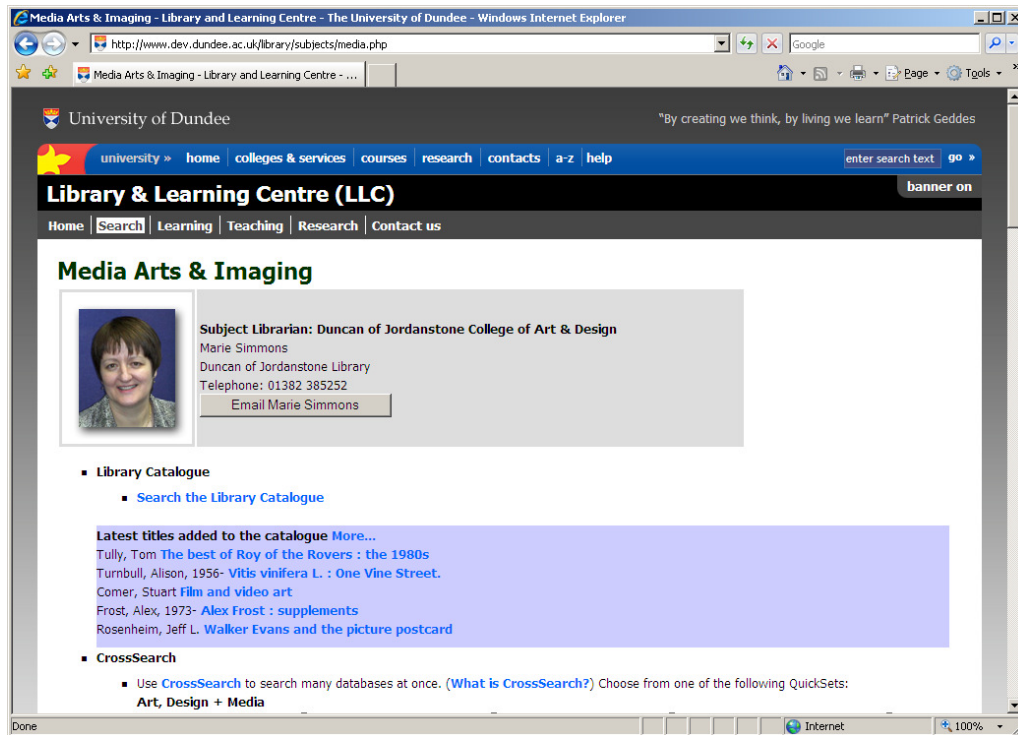 Media Arts & Imaging - Library and Learning Centre - The University of Dundee - Windows Internet Explorer
http://www.dev.dundee.ac.uk/library/subjects/media.php
Google
Media Arts & Imaging - Library and Learning Centre - ...
Page
Tools
University of Dundee
"By creating we think, by living we learn" Patrick Geddes
university » home colleges & services courses research contacts a-z help
enter search text go »
Library & Learning Centre (LLC)
banner on
Home Search Learning Teaching Research Contact us
Media Arts & Imaging
Subject Librarian: Duncan of Jordanstone College of Art & Design
Marie Simmons
Duncan of Jordanstone Library
Telephone: 01382 385252
Email Marie Simmons
Library Catalogue
Search the Library Catalogue
Latest titles added to the catalogue More...
Tully, Tom The best of Roy of the Rovers : the 1980s
Turnbull, Alison, 1956- Vitis vinifera L. : One Vine Street.
Comer, Stuart Film and video art
Frost, Alex, 1973- Alex Frost : supplements
Rosenheim, Jeff L. Walker Evans and the picture postcard
CrossSearch
Use CrossSearch to search many databases at once. (What is CrossSearch?) Choose from one of the following QuickSets:
Art, Design + Media
Done
Internet
100%